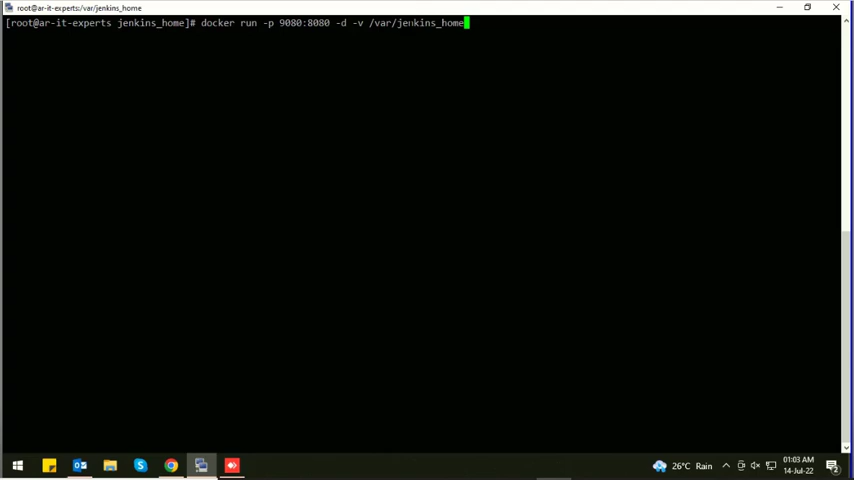 root@ar-it-experts:/var/jenkins_home
[root@ar-it-experts jenkins_home]# docker run -p 9080:8080 -d -v /var/jenkins_home
26°C Rain
01:03 AM
14-Jul-22
2